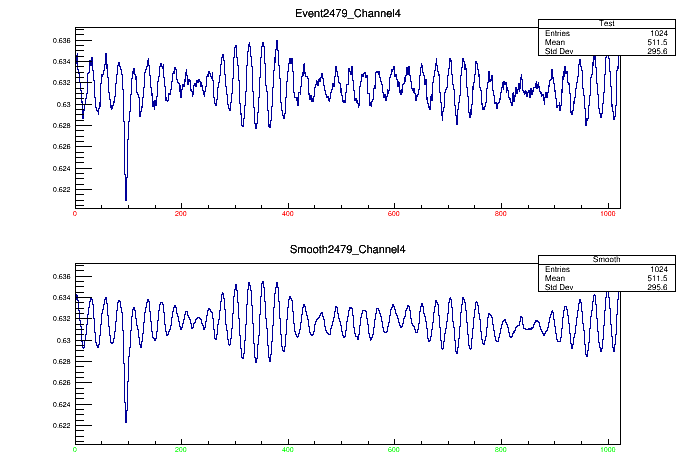 Event2479_Channel4
Test
Entries 1024
Mean 511.5
Std Dev 295.6
0.636
0.634
0.632
0.63
0.628
0.626
0.624
0.622
0 200 400 600 800 1000
Smooth2479_Channel4
Smooth
Entries 1024
Mean 511.5
Std Dev 295.6
0.636
0.634
0.632
0.63
0.628
0.626
0.624
0.622
0 200 400 600 800 1000